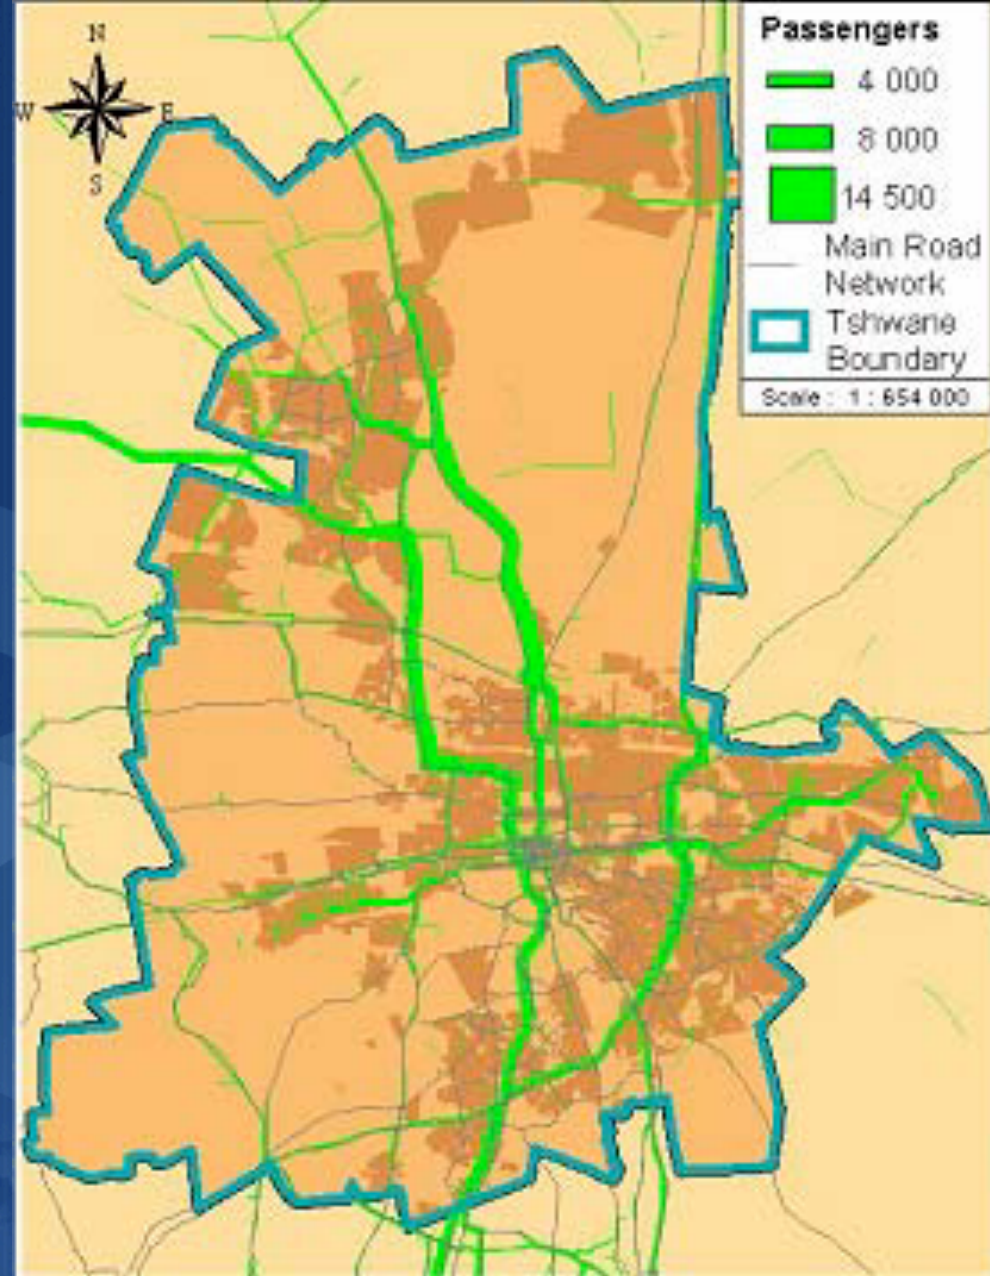 N
W E
S
Passengers
4 000
8 000
14 500
Main Road
Network
Tshwane
Boundary
Scale : 1 : 654 000